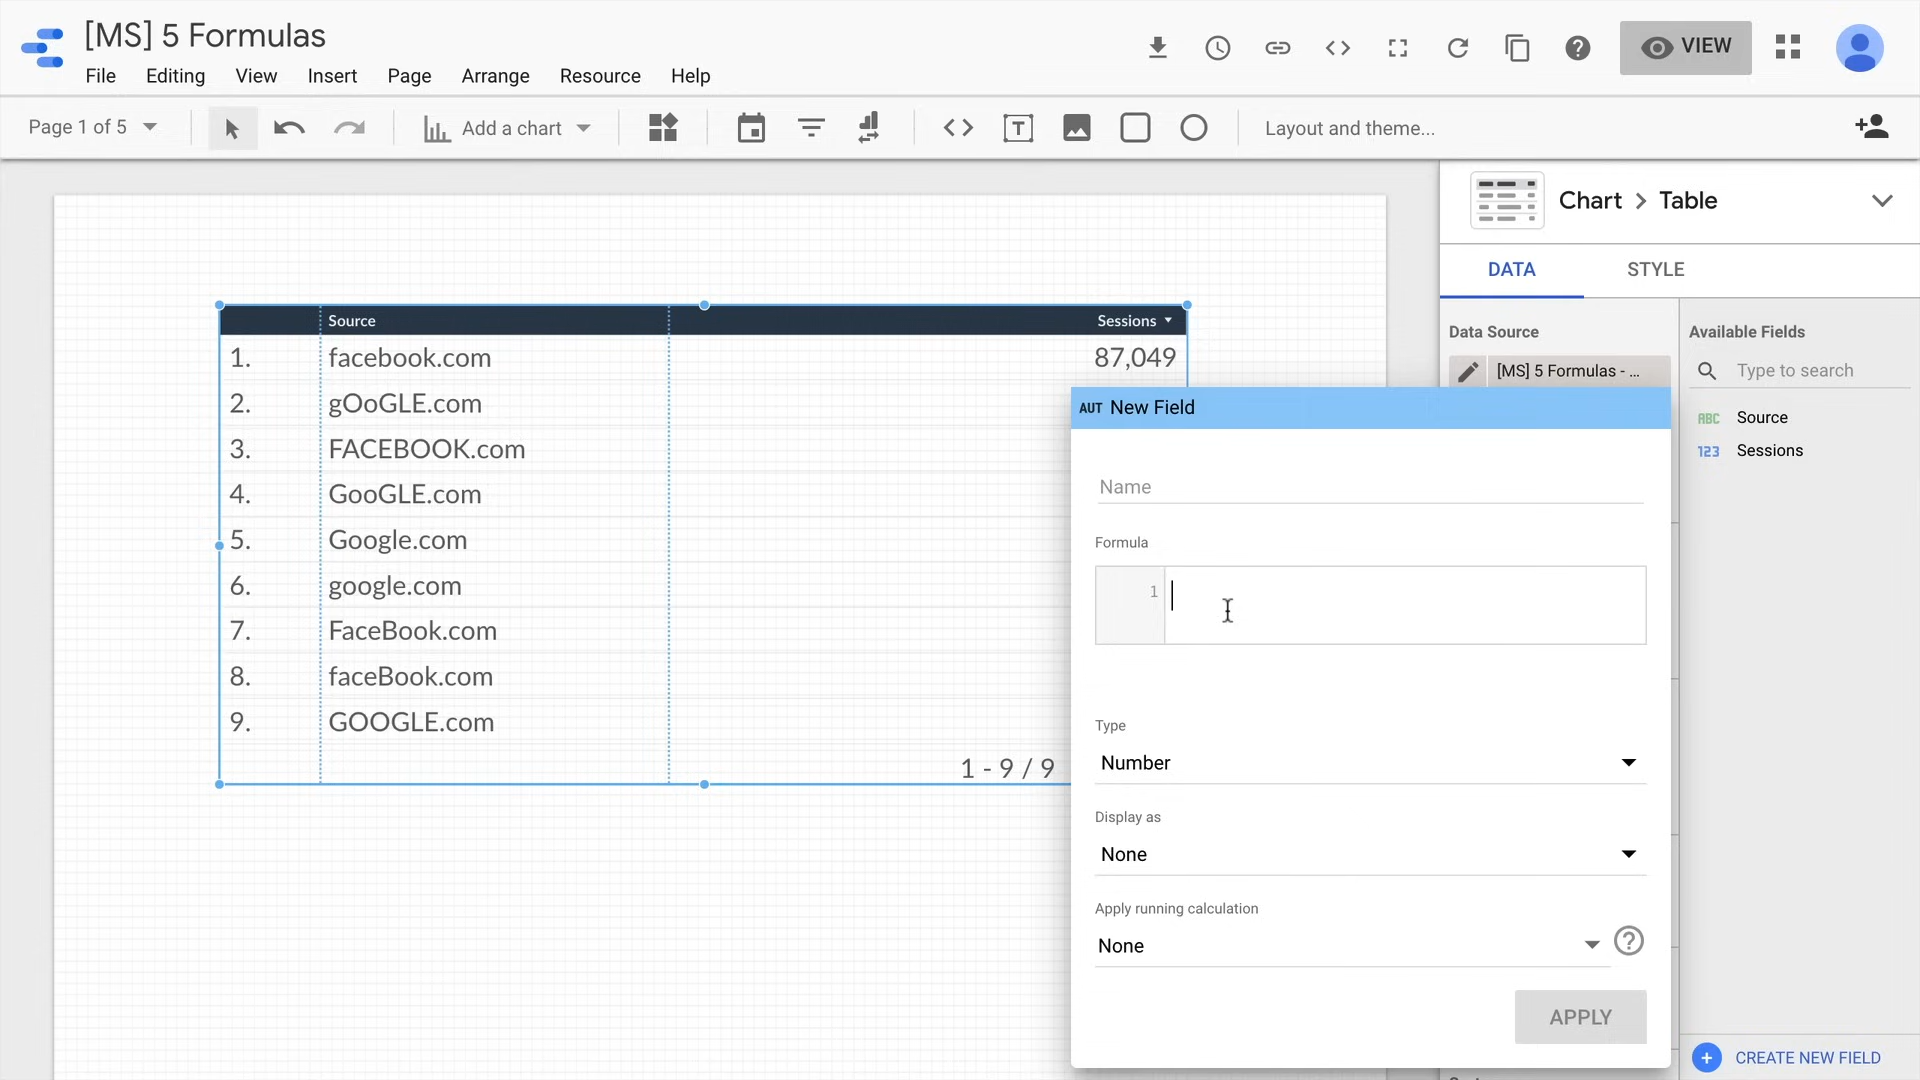 [MS] 5 Formulas
File Editing View Insert Page Arrange Resource Help
VIEW
Page 1 of 5
Add a chart
T
Layout and theme...
Chart > Table
DATA STYLE
Data Source
[MS] 5 Formulas - ...
Available Fields
Type to search
ABC Source
123 Sessions
Source Sessions
1. facebook.com 87,049
2. gOoGLE.com
3. FACEBOOK.com
4. GooGLE.com
5. Google.com
6. google.com
7. FaceBook.com
8. faceBook.com
9. GOOGLE.com
1 - 9 / 9
AUT New Field
Name
Formula
1
Type
Number
Display as
None
Apply running calculation
None
APPLY
CREATE NEW FIELD